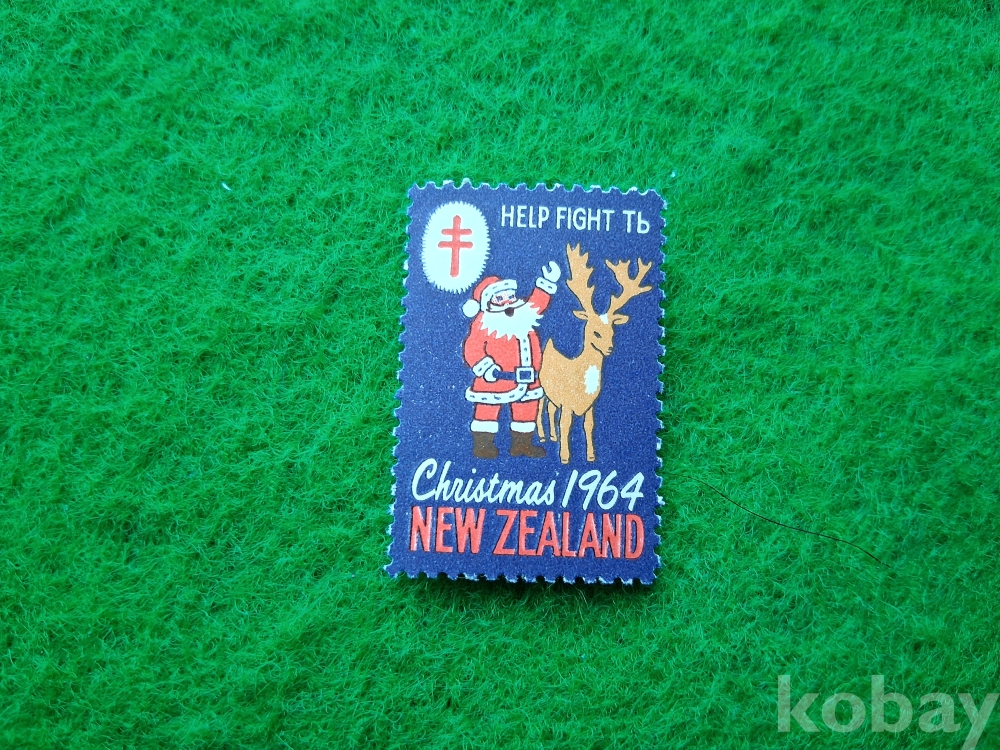 HELP FIGHT Tb
Christmas 1964
NEW ZEALAND
kobay